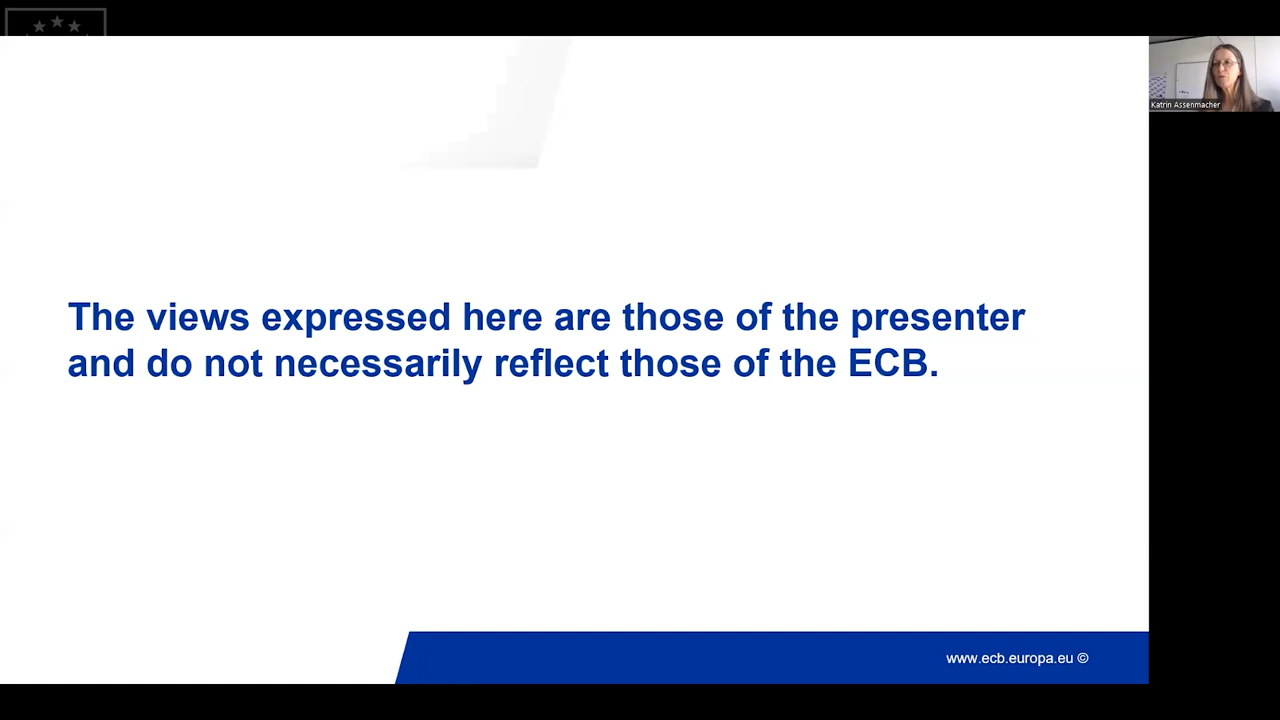 Katrin Assenmacher
The views expressed here are those of the presenter
and do not necessarily reflect those of the ECB.
www.ecb.europa.eu ©